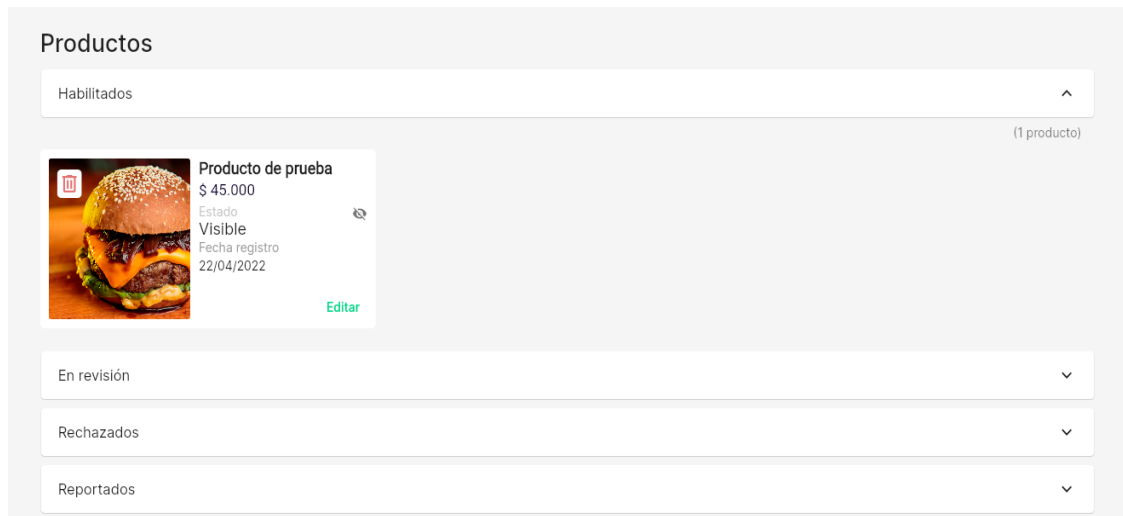 Productos
Habilitados
(1 producto)
Producto de prueba
$ 45.000
Estado
Visible
Fecha registro
22/04/2022
Editar
En revisión
Rechazados
Reportados